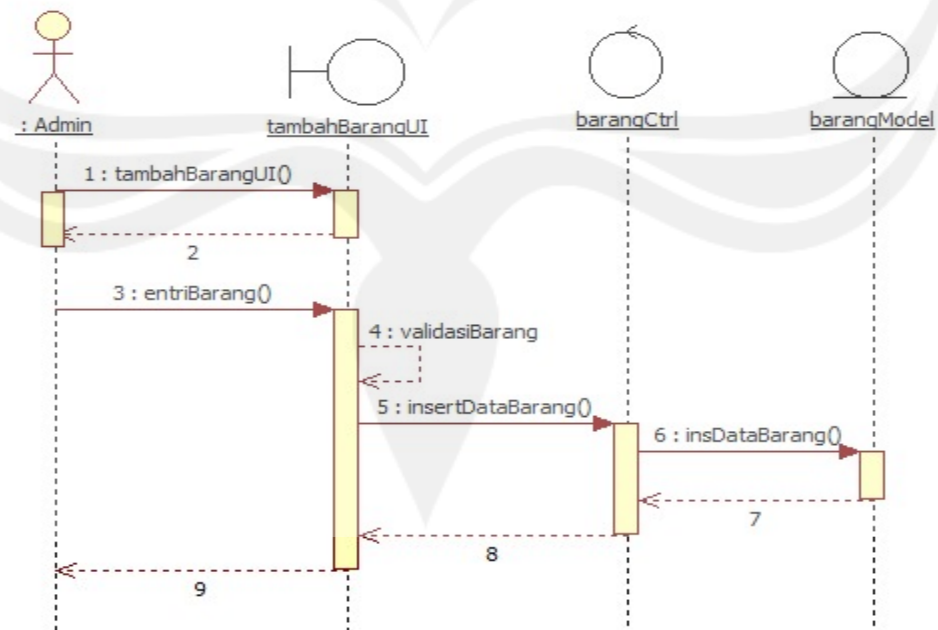 : Admin
tambahBarangUI
barangCtrl
barangModel
1 : tambahBarangUI()
2
3 : entriBarang()
4 : validasiBarang
5 : insertDataBarang()
6 : insDataBarang()
7
8
9